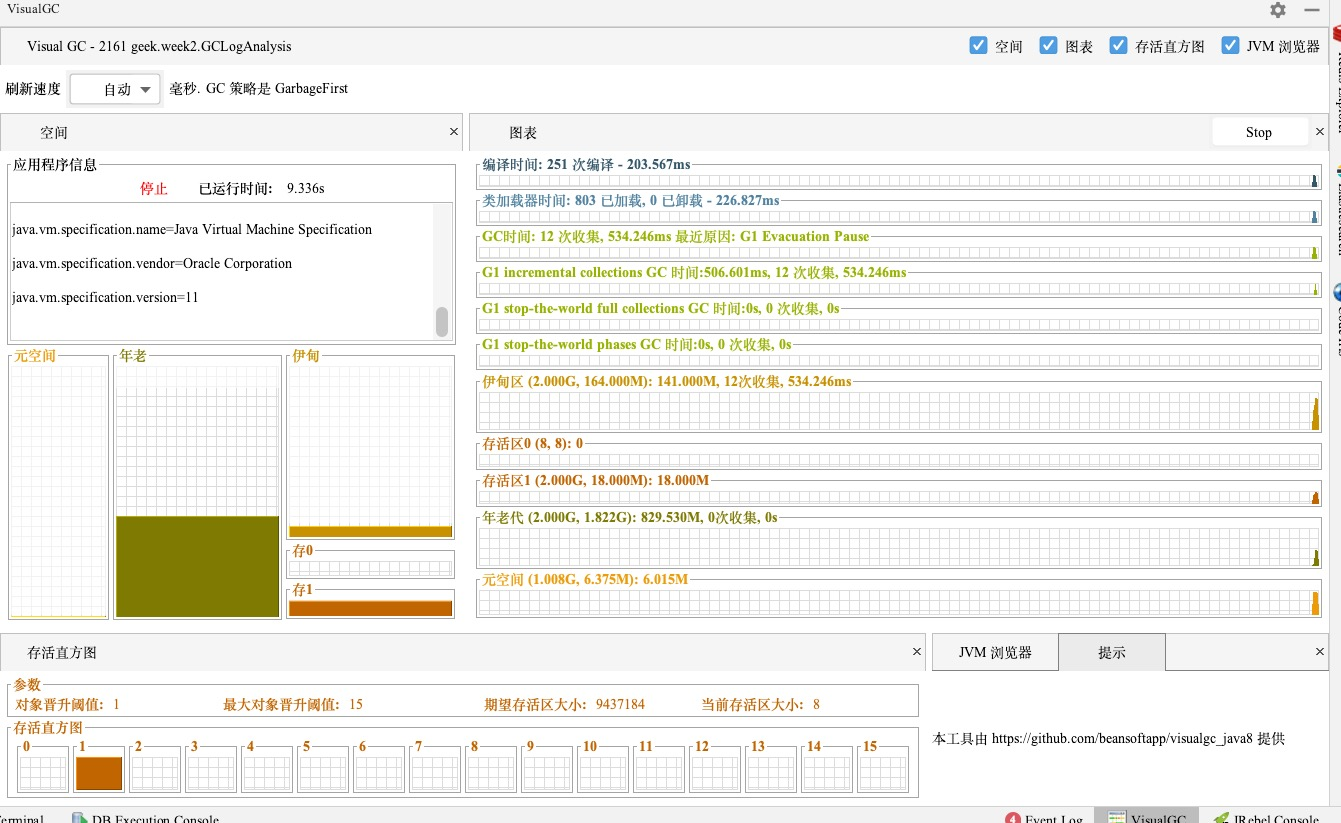 VisualGC
Visual GC - 2161 geek.week2.GCLogAnalysis
空间 图表 存活直方图 JVM 浏览器
刷新速度 自动 毫秒. GC 策略是 GarbageFirst
空间
图表 Stop
应用程序信息
停止 已运行时间: 9.336s
java.vm.specification.name=Java Virtual Machine Specification
java.vm.specification.vendor=Oracle Corporation
java.vm.specification.version=11
元空间 年老 伊甸
存0
存1
编译时间: 251 次编译 - 203.567ms
类加载器时间: 803 已加载, 0 已卸载 - 226.827ms
GC时间: 12 次收集, 534.246ms 最近原因: G1 Evacuation Pause
G1 incremental collections GC 时间:506.601ms, 12 次收集, 534.246ms
G1 stop-the-world full collections GC 时间:0s, 0 次收集, 0s
G1 stop-the-world phases GC 时间:0s, 0 次收集, 0s
伊甸区 (2.000G, 164.000M): 141.000M, 12次收集, 534.246ms
存活区0 (8, 8): 0
存活区1 (2.000G, 18.000M): 18.000M
年老代 (2.000G, 1.822G): 829.530M, 0次收集, 0s
元空间 (1.008G, 6.375M): 6.015M
存活直方图
参数
对象晋升阈值: 1 最大对象晋升阈值: 15 期望存活区大小: 9437184 当前存活区大小: 8
存活直方图
0 1 2 3 4 5 6 7 8 9 10 11 12 13 14 15
JVM 浏览器 提示
本工具由 https://github.com/beansoftapp/visualgc_java8 提供
DB Execution Console 4 Event Log VisualGC JRebel Console